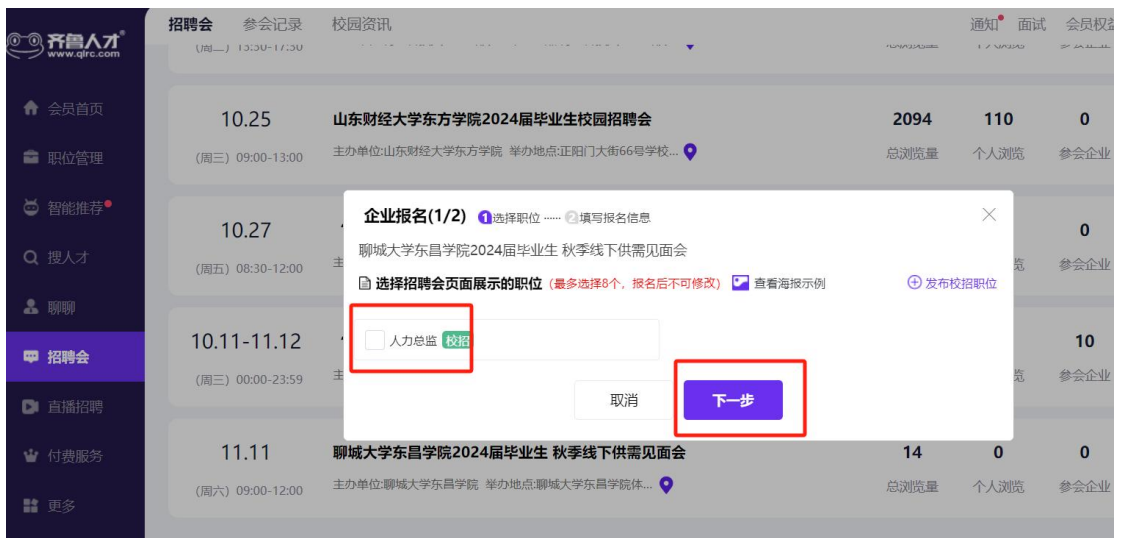 齐鲁人才®
www.qlrc.com
招聘会 参会记录 校园资讯 通知 面试 会员权益
(周二) 13:30-17:30
会员首页
职位管理
智能推荐
搜人才
聊聊
招聘会
直播招聘
付费服务
更多
10.25 山东财经大学东方学院2024届毕业生校园招聘会 2094 110 0
(周三) 09:00-13:00 主办单位:山东财经大学东方学院 举办地点:正阳门大街66号学校... 总浏览量 个人浏览 参会企业
10.27 0
(周五) 08:30-12:00 主 览 参会企业
企业报名(1/2) 1选择职位 ...... 2填写报名信息
聊城大学东昌学院2024届毕业生 秋季线下供需见面会
选择招聘会页面展示的职位 (最多选择8个, 报名后不可修改) 查看海报示例 发布校招职位
人力总监 校招
取消 下一步
10.11-11.12 10
(周三) 00:00-23:59 主 览 参会企业
11.11 聊城大学东昌学院2024届毕业生 秋季线下供需见面会 14 0 0
(周六) 09:00-12:00 主办单位:聊城大学东昌学院 举办地点:聊城大学东昌学院体... 总浏览量 个人浏览 参会企业